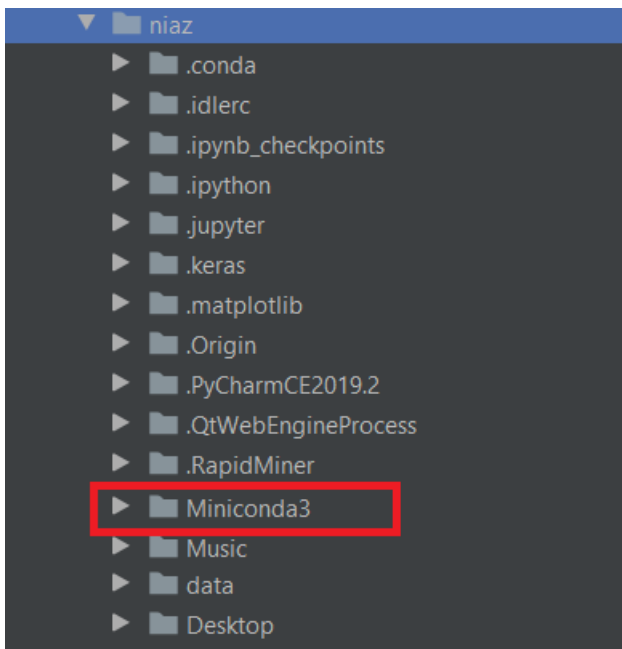 niaz
.conda
.idlerc
.ipynb_checkpoints
.ipython
.jupyter
.keras
.matplotlib
.Origin
.PyCharmCE2019.2
.QtWebEngineProcess
.RapidMiner
Miniconda3
Music
data
Desktop